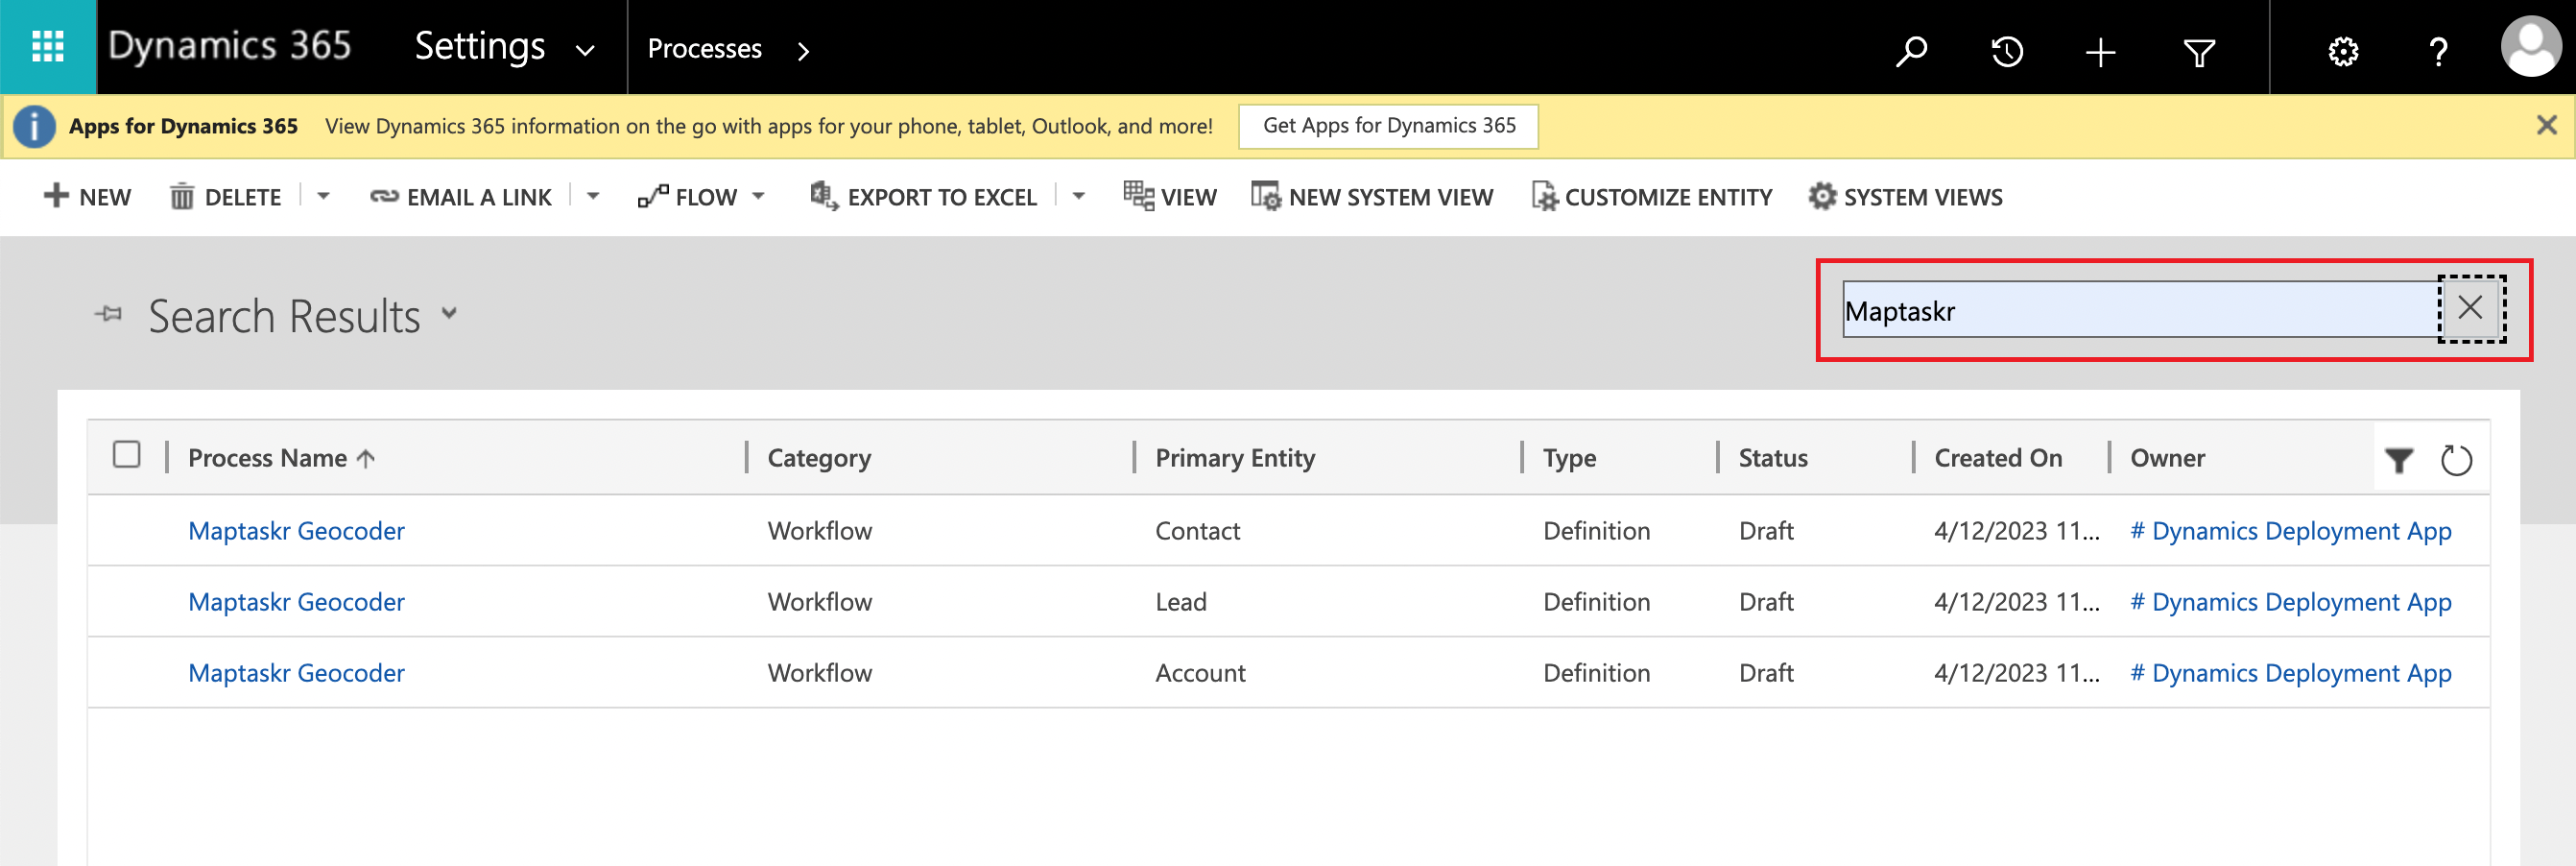 Dynamics 365 Settings Processes
Apps for Dynamics 365 View Dynamics 365 information on the go with apps for your phone, tablet, Outlook, and more! Get Apps for Dynamics 365
NEW DELETE EMAIL A LINK FLOW EXPORT TO EXCEL VIEW NEW SYSTEM VIEW CUSTOMIZE ENTITY SYSTEM VIEWS
Search Results Maptaskr
Process Name Category Primary Entity Type Status Created On Owner
Maptaskr Geocoder Workflow Contact Definition Draft 4/12/2023 11... # Dynamics Deployment App
Maptaskr Geocoder Workflow Lead Definition Draft 4/12/2023 11... # Dynamics Deployment App
Maptaskr Geocoder Workflow Account Definition Draft 4/12/2023 11... # Dynamics Deployment App